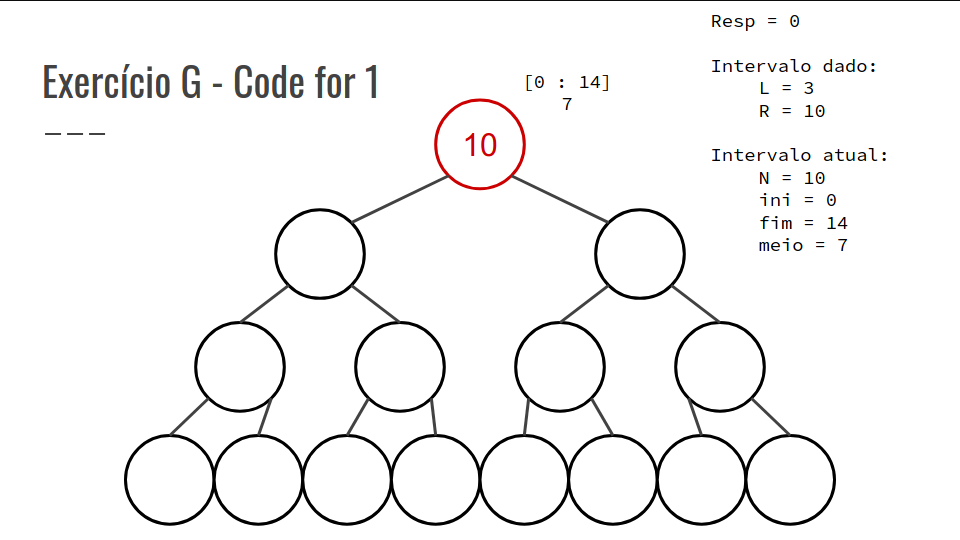 Exercício G - Code for 1
[0 : 14]
7
10
Resp = 0
Intervalo dado:
L = 3
R = 10
Intervalo atual:
N = 10
ini = 0
fim = 14
meio = 7